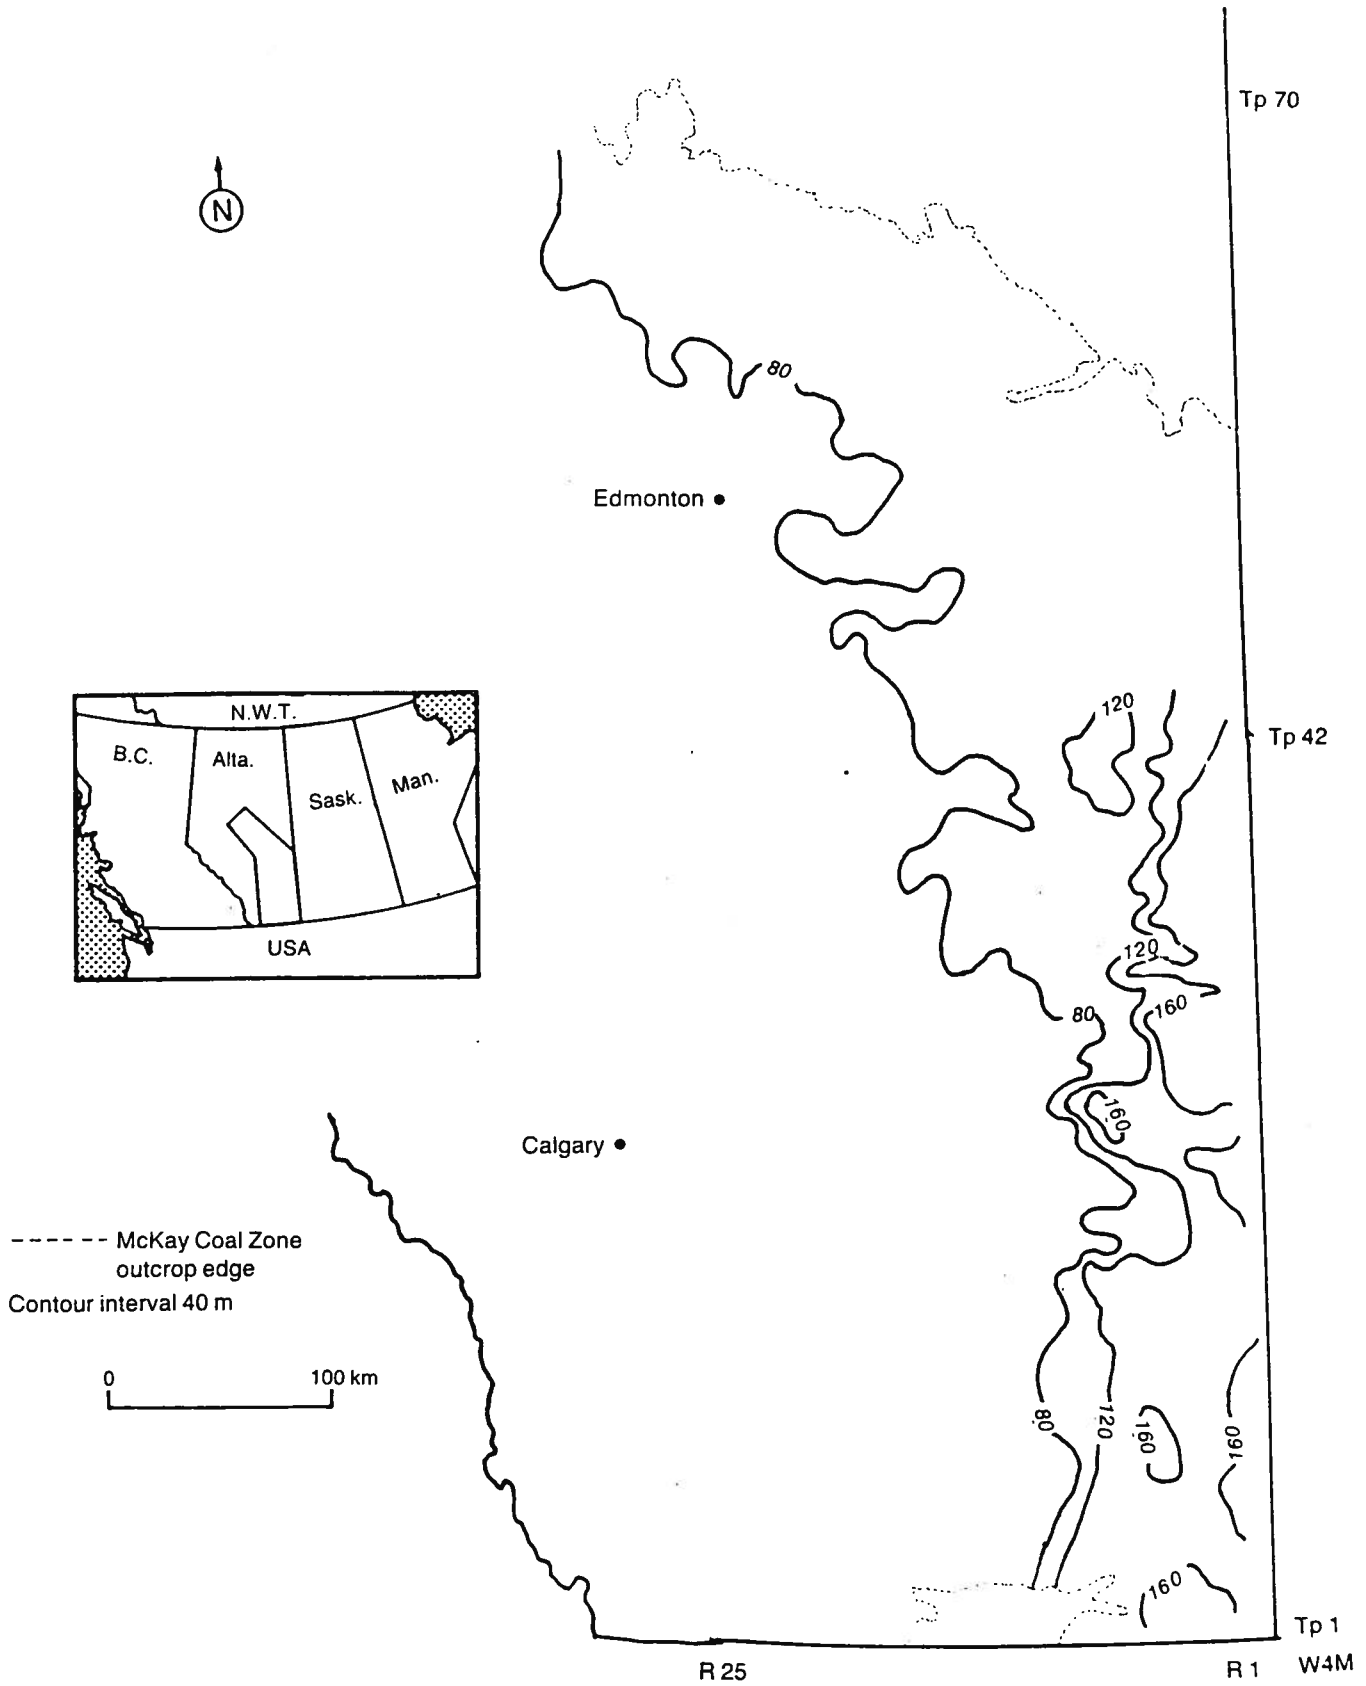 Tp 70
N
80
Edmonton
120
Tp 42
N.W.T.
B.C.
Alta.
Sask.
Man.
USA
120
160
80
160
Calgary
McKay Coal Zone
outcrop edge
Contour interval 40 m
0
100 km
80
120
160
160
160
Tp 1
R 25
R 1
W4M